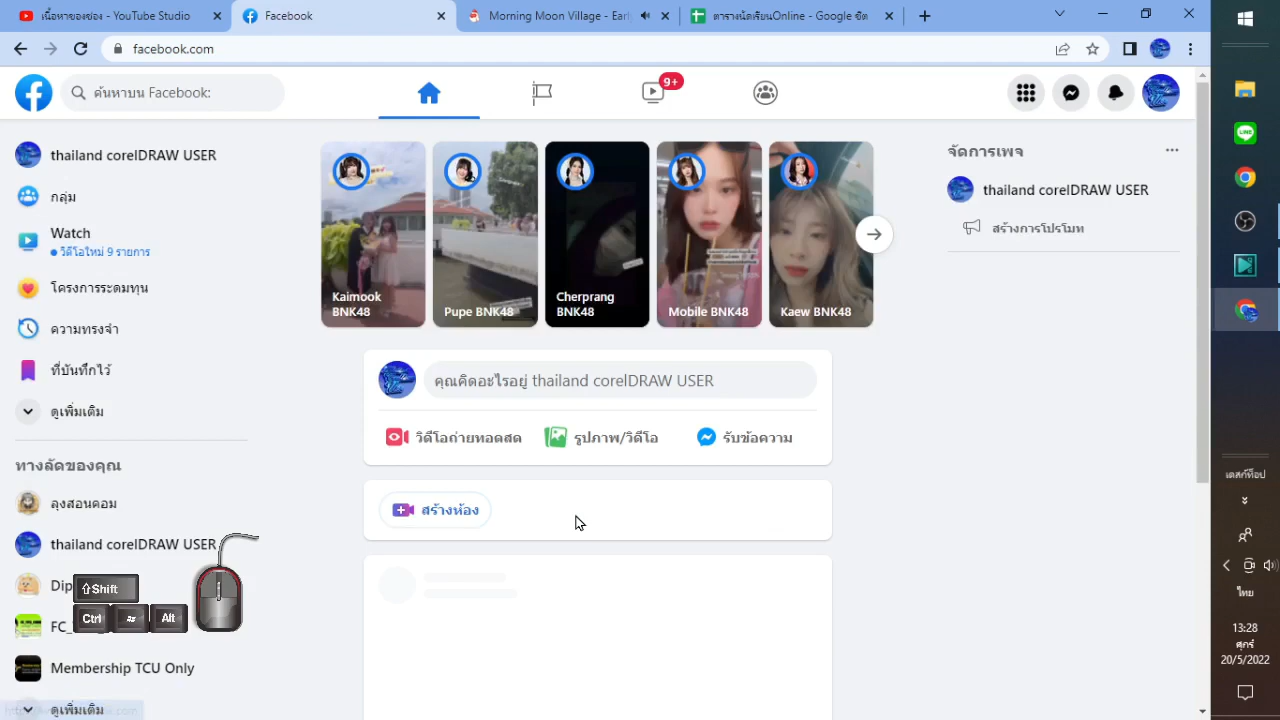 เนื้อหาของช่อง - YouTube Studio
Facebook
Morning Moon Village - Earl
ตารางนัดเรียนOnline - Google ชีต
facebook.com
ค้นหาบน Facebook:
9+
thailand corelDRAW USER
กลุ่ม
Watch
วิดีโอใหม่ 9 รายการ
โครงการระดมทุน
ความทรงจำ
ที่บันทึกไว้
ดูเพิ่มเติม
ทางลัดของคุณ
ลุงสอนคอม
thailand corelDRAW USER
Dip
FC_
Membership TCU Only
ดูเพิ่มเติม
Shift
Ctrl
Alt
Kaimook
BNK48
Pupe BNK48
Cherprang
BNK48
Mobile BNK48
Kaew BNK48
คุณคิดอะไรอยู่ thailand corelDRAW USER
วิดีโอถ่ายทอดสด
รูปภาพ/วิดีโอ
รับข้อความ
สร้างห้อง
จัดการเพจ
thailand corelDRAW USER
สร้างการโปรโมท
LINE
เดสก์ท็อป
ไทย
13:28
ศุกร์
20/5/2022